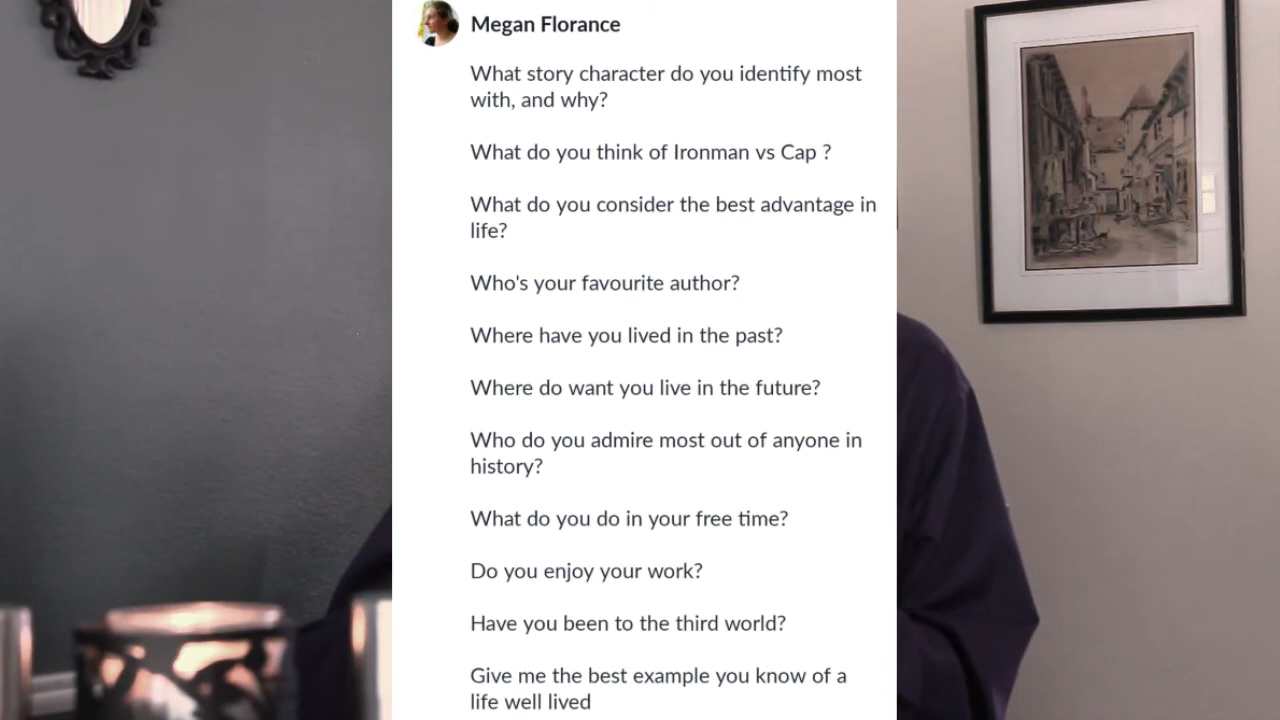 Megan Florance
What story character do you identify most
with, and why?
What do you think of Ironman vs Cap ?
What do you consider the best advantage in
life?
Who's your favourite author?
Where have you lived in the past?
Where do want you live in the future?
Who do you admire most out of anyone in
history?
What do you do in your free time?
Do you enjoy your work?
Have you been to the third world?
Give me the best example you know of a
life well lived